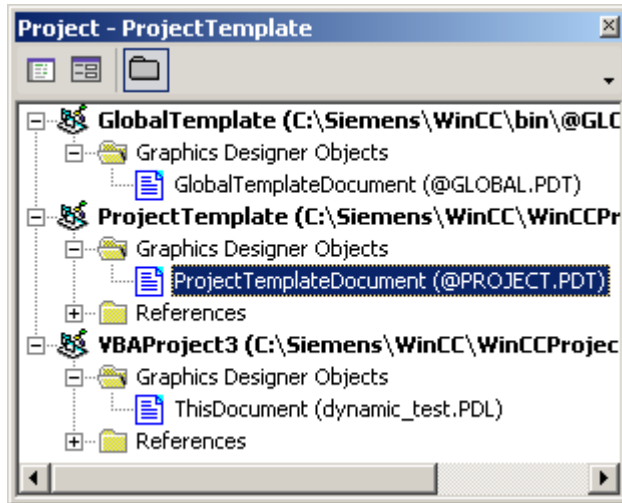 Project - ProjectTemplate
GlobalTemplate (C:\Siemens\WinCC\bin\@GLC
Graphics Designer Objects
GlobalTemplateDocument (@GLOBAL.PDT)
ProjectTemplate (C:\Siemens\WinCC\WinCCPr
Graphics Designer Objects
ProjectTemplateDocument (@PROJECT.PDT)
References
VBAProject3 (C:\Siemens\WinCC\WinCCProjec
Graphics Designer Objects
ThisDocument (dynamic_test.PDL)
References